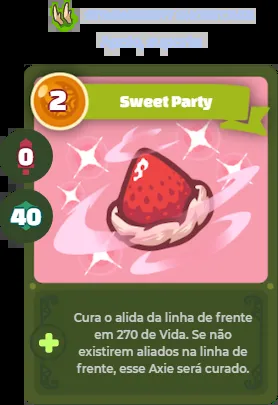 2
Sweet Party
0
40
Cura o alida da linha de frente
em 270 de Vida. Se não
existirem aliados na linha de
frente, esse Axie será curado.